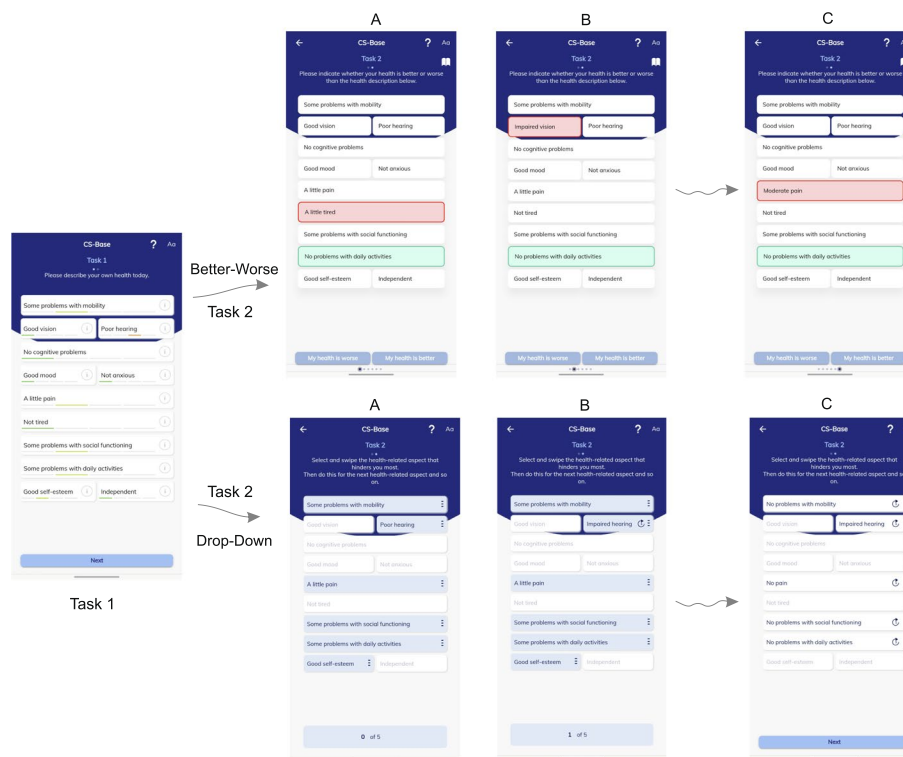 A
B
C
CS-Base
?
Aa
Task 2
Please indicate whether your health is better or worse
than the health description below.
Some problems with mobility
Good vision
Poor hearing
No cognitive problems
Good mood
Not anxious
A little pain
A little tired
Some problems with social functioning
No problems with daily activities
Good self-esteem
Independent
My health is worse
My health is better
CS-Base
?
Aa
Task 2
Please indicate whether your health is better or worse
than the health description below.
Some problems with mobility
Impaired vision
Poor hearing
No cognitive problems
Good mood
Not anxious
A little pain
Not tired
Some problems with social functioning
No problems with daily activities
Good self-esteem
Independent
My health is worse
My health is better
CS-Base
?
Task 2
Please indicate whether your health is better or worse
than the health description below.
Some problems with mobility
Good vision
Poor hearing
No cognitive problems
Good mood
Not anxious
Moderate pain
Not tired
Some problems with social functioning
No problems with daily activities
Good self-esteem
Independent
My health is worse
My health is better
CS-Base
?
Aa
Task 1
Please describe your own health today.
Some problems with mobility
Good vision
Poor hearing
No cognitive problems
Good mood
Not anxious
A little pain
Not tired
Some problems with social functioning
Some problems with daily activities
Good self-esteem
Independent
Next
Task 1
Better-Worse
Task 2
Task 2
Drop-Down
A
B
C
CS-Base
?
Aa
Task 2
Select and swipe the health-related aspect that
hinders you most.
Then do this for the next health-related aspect and so
on.
Some problems with mobility
Good vision
Poor hearing
No cognitive problems
Good mood
Not anxious
A little pain
Not tired
Some problems with social functioning
Some problems with daily activities
Good self-esteem
Independent
0 of 5
CS-Base
?
Aa
Task 2
Select and swipe the health-related aspect that
hinders you most.
Then do this for the next health-related aspect and so
on.
Some problems with mobility
Good vision
Impaired hearing
No cognitive problems
Good mood
Not anxious
A little pain
Not tired
Some problems with social functioning
Some problems with daily activities
Good self-esteem
Independent
1 of 5
CS-Base
?
Task 2
Select and swipe the health-related aspect that
hinders you most.
Then do this for the next health-related aspect and so
on.
No problems with mobility
Good vision
Impaired hearing
No cognitive problems
Good mood
Not anxious
No pain
Not tired
No problems with social functioning
No problems with daily activities
Good self-esteem
Independent
Next